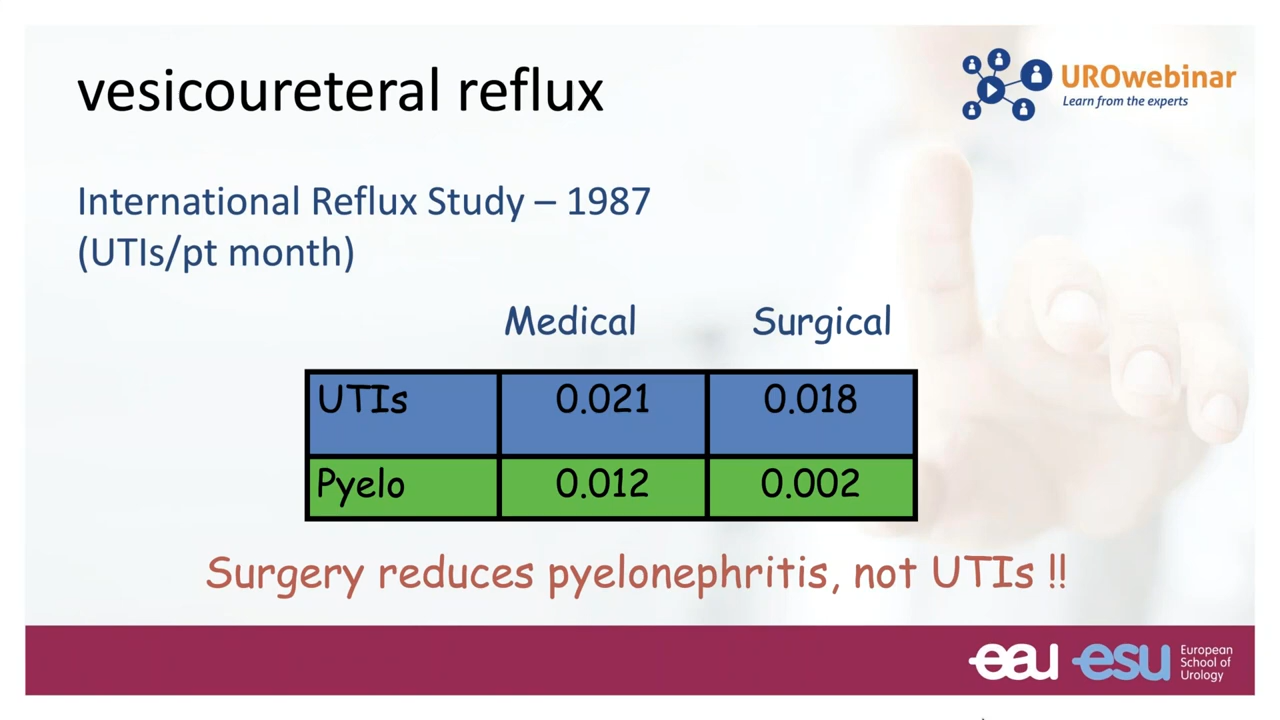 vesicoureteral reflux
UROwebinar
Learn from the experts
International Reflux Study – 1987
(UTIs/pt month)
Medical Surgical
UTIs 0.021 0.018
Pyelo 0.012 0.002
Surgery reduces pyelonephritis, not UTIs !!
eau esu European
School of
Urology